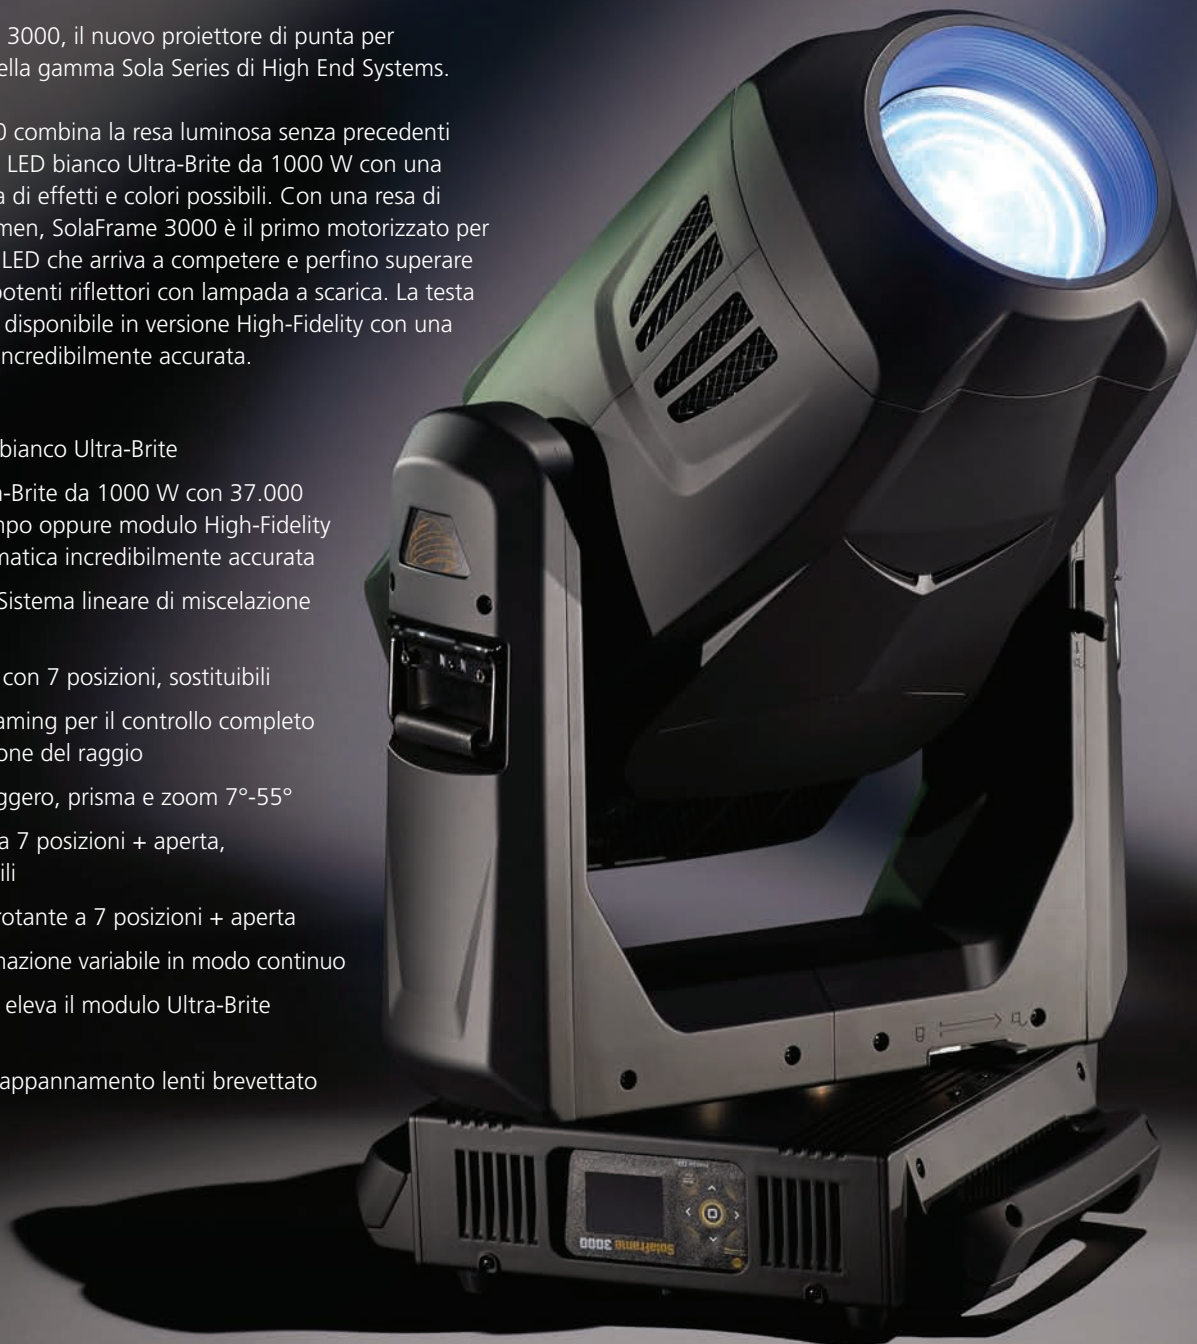 3000, il nuovo proiettore di punta per
ella gamma Sola Series di High End Systems.
0 combina la resa luminosa senza precedenti
LED bianco Ultra-Brite da 1000 W con una
a di effetti e colori possibili. Con una resa di
men, SolaFrame 3000 è il primo motorizzato per
LED che arriva a competere e perfino superare
potenti riflettori con lampada a scarica. La testa
disponibile in versione High-Fidelity con una
incredibilmente accurata.
bianco Ultra-Brite
a-Brite da 1000 W con 37.000
mpo oppure modulo High-Fidelity
matica incredibilmente accurata
Sistema lineare di miscelazione
con 7 posizioni, sostituibili
aming per il controllo completo
one del raggio
ggero, prisma e zoom 7°-55°
a 7 posizioni + aperta,
ili
rotante a 7 posizioni + aperta
nazione variabile in modo continuo
eleva il modulo Ultra-Brite
appannamento lenti brevettato
SolaFrame 3000